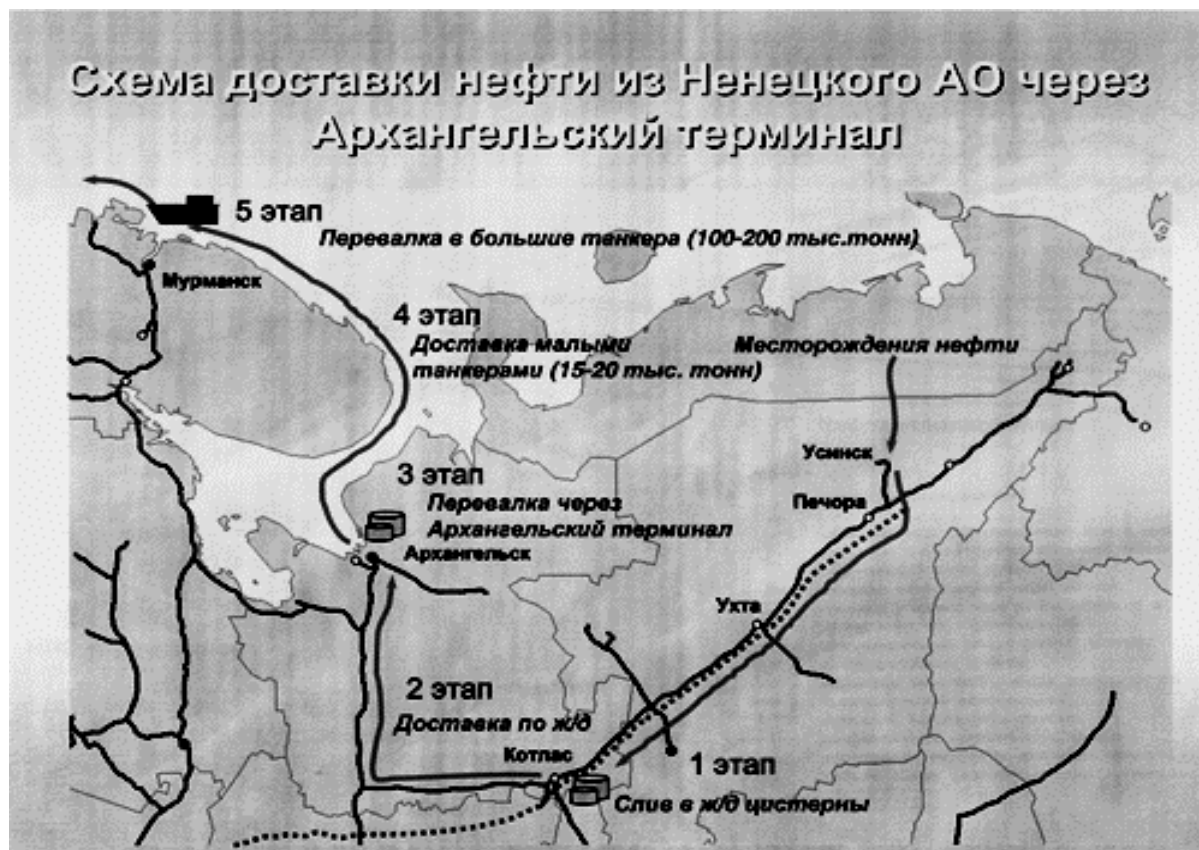 Схема доставки нефти из Ненецкого АО через
Архангельский терминал
5 этап
Перевалка в большие танкера (100-200 тыс.тонн)
Мурманск
4 этап
Доставка малыми
танкерами (15-20 тыс. тонн)
Месторождения нефти
Усинск
3 этап
Перевалка через
Архангельский терминал
Печора
Архангельск
Ухта
2 этап
Доставка по ж/д
Котлас
1 этап
Слив в ж/д цистерны